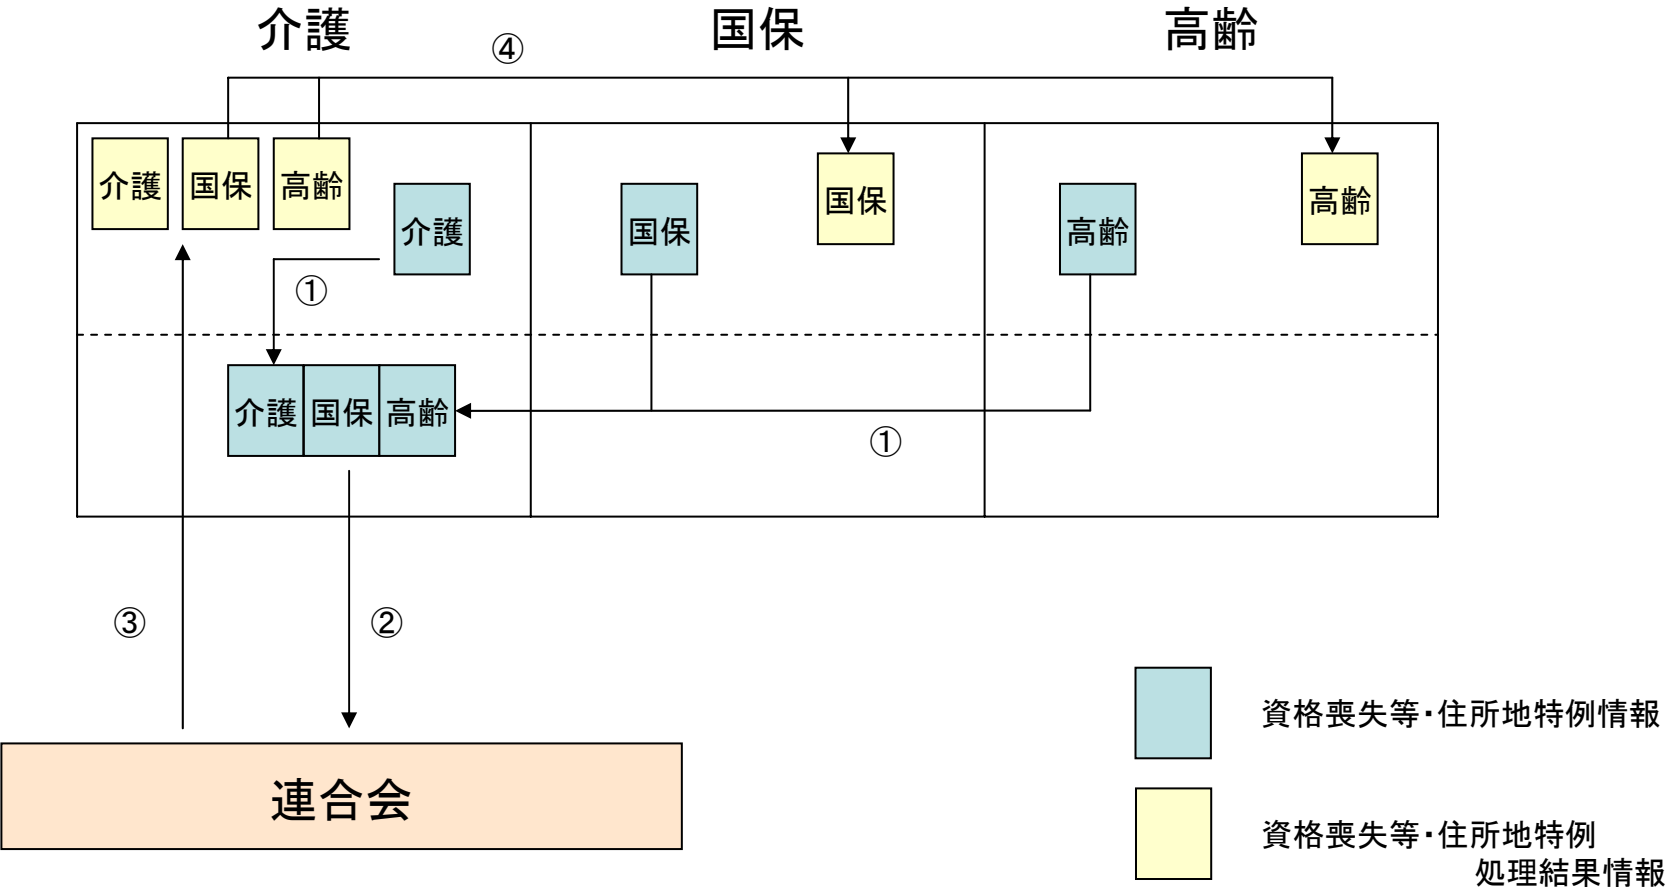 介護
国保
高齢
④
介護
国保
高齢
介護
国保
国保
高齢
高齢
①
介護
国保
高齢
①
③
②
連合会
資格喪失等・住所地特例情報
資格喪失等・住所地特例
処理結果情報